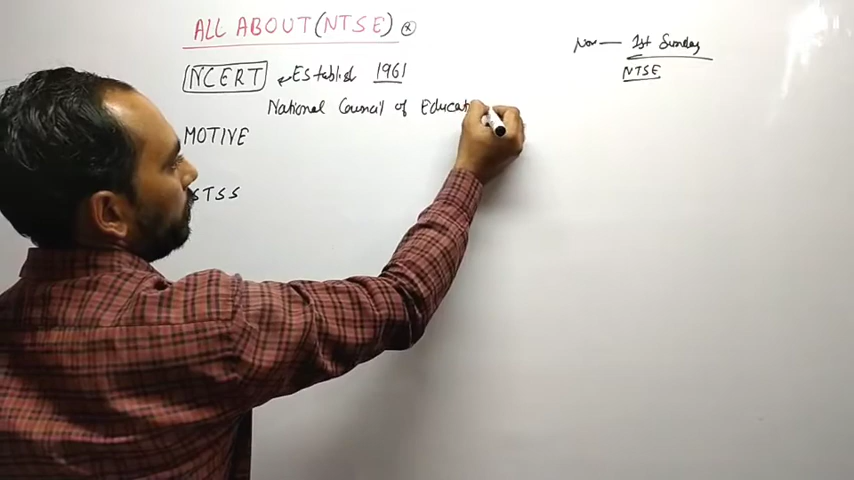 ALL ABOUT (NTSE)
Nov — 1st Sunday
NTSE
NCERT Establish 1961
National Council of Educat
MOTIVE
STSS